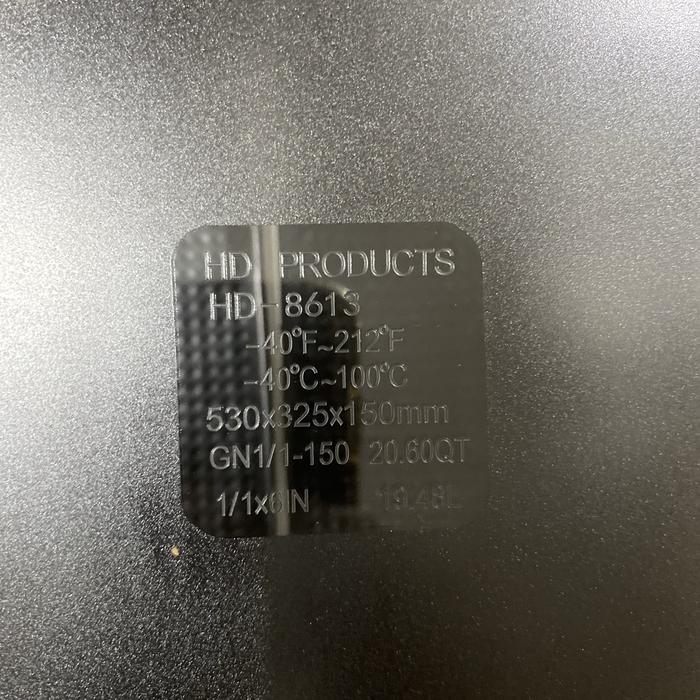 HD PRODUCTS
HD-8613
-40°F~212°F
-40°C~100°C
530x325x150mm
GN1/1-150 20.60QT
1/1x6IN 19.48L